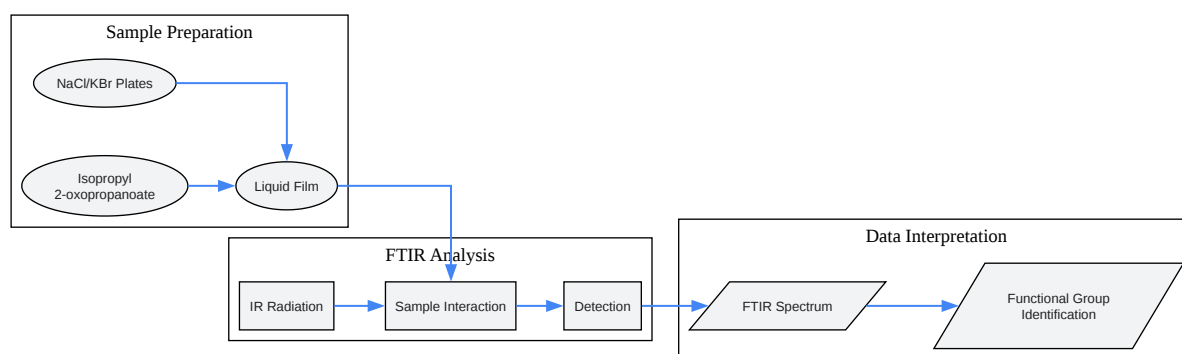 Sample Preparation
NaCl/KBr Plates
Isopropyl
2-oxopropanoate
Liquid Film
FTIR Analysis
IR Radiation
Sample Interaction
Detection
Data Interpretation
FTIR Spectrum
Functional Group
Identification